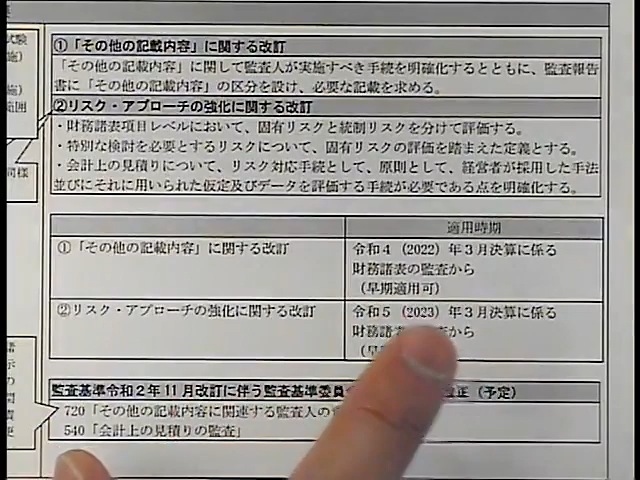 試験
施）
①「その他の記載内容」に関する改訂
「その他の記載内容」に関して監査人が実施すべき手続を明確化するとともに、監査報告
書に「その他の記載内容」の区分を設け、必要な記載を求める。
施）
範囲
②リスク・アプローチの強化に関する改訂
・財務諸表項目レベルにおいて、固有リスクと統制リスクを分けて評価する。
・特別な検討を必要とするリスクについて、固有リスクの評価を踏まえた定義とする。
・会計上の見積りについて、リスク対応手続として、原則として、経営者が採用した手法
並びにそれに用いられた仮定及びデータを評価する手続が必要である点を明確化する。
同様
適用時期
①「その他の記載内容」に関する改訂
令和４（2022）年３月決算に係る
財務諸表の監査から
（早期適用可）
②リスク・アプローチの強化に関する改訂
令和５（2023）年３月決算に係る
財務諸表 から
（早
監査基準令和２年 11 月改訂に伴う監査基準委員 正（予定）
720「その他の記載内容に関連する監査人の
540「会計上の見積りの監査」
示
の